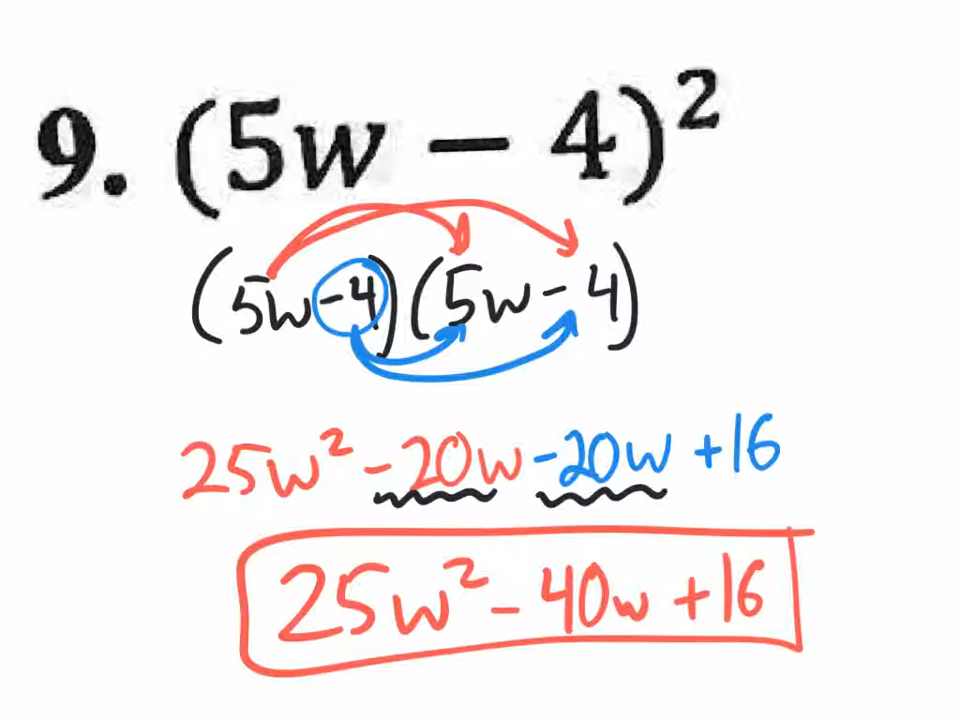 9. (5w − 4)²
(5w-4)(5w-4)
25w² -20w -20w +16
25w² - 40w +16